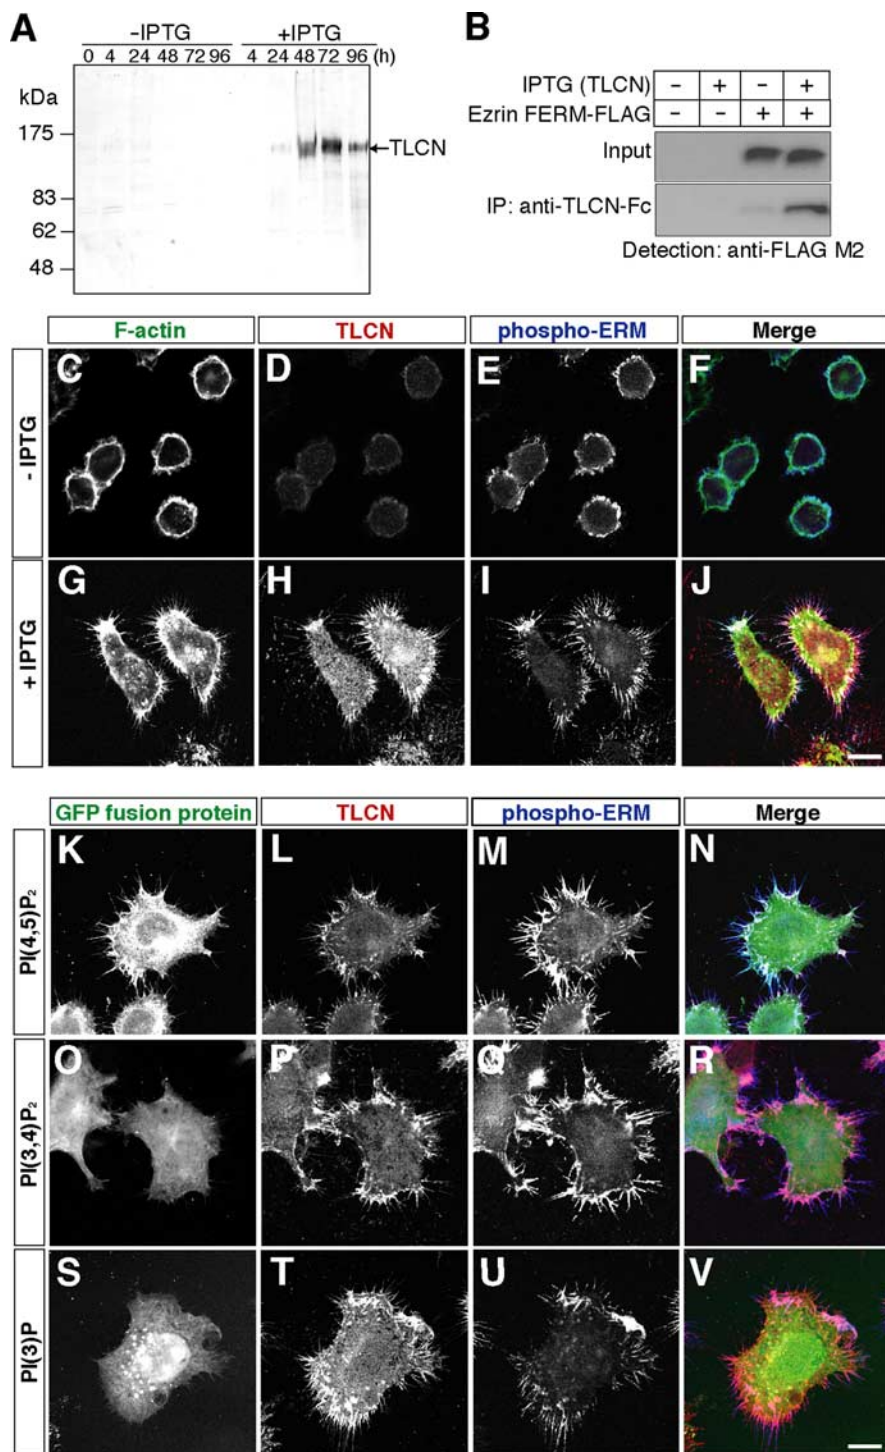 A
-IPTG +IPTG
0 4 24 48 72 96 4 24 48 72 96 (h)
kDa
175
83
62
48
TLCN
B
IPTG (TLCN) - + - +
Ezrin FERM-FLAG - - + +
Input
IP: anti-TLCN-Fc
Detection: anti-FLAG M2
F-actin TLCN phospho-ERM Merge
- IPTG
C D E F
+ IPTG
G H I J
GFP fusion protein TLCN phospho-ERM Merge
PI(4,5)P₂
K L M N
PI(3,4)P₂
O P Q R
PI(3)P
S T U V